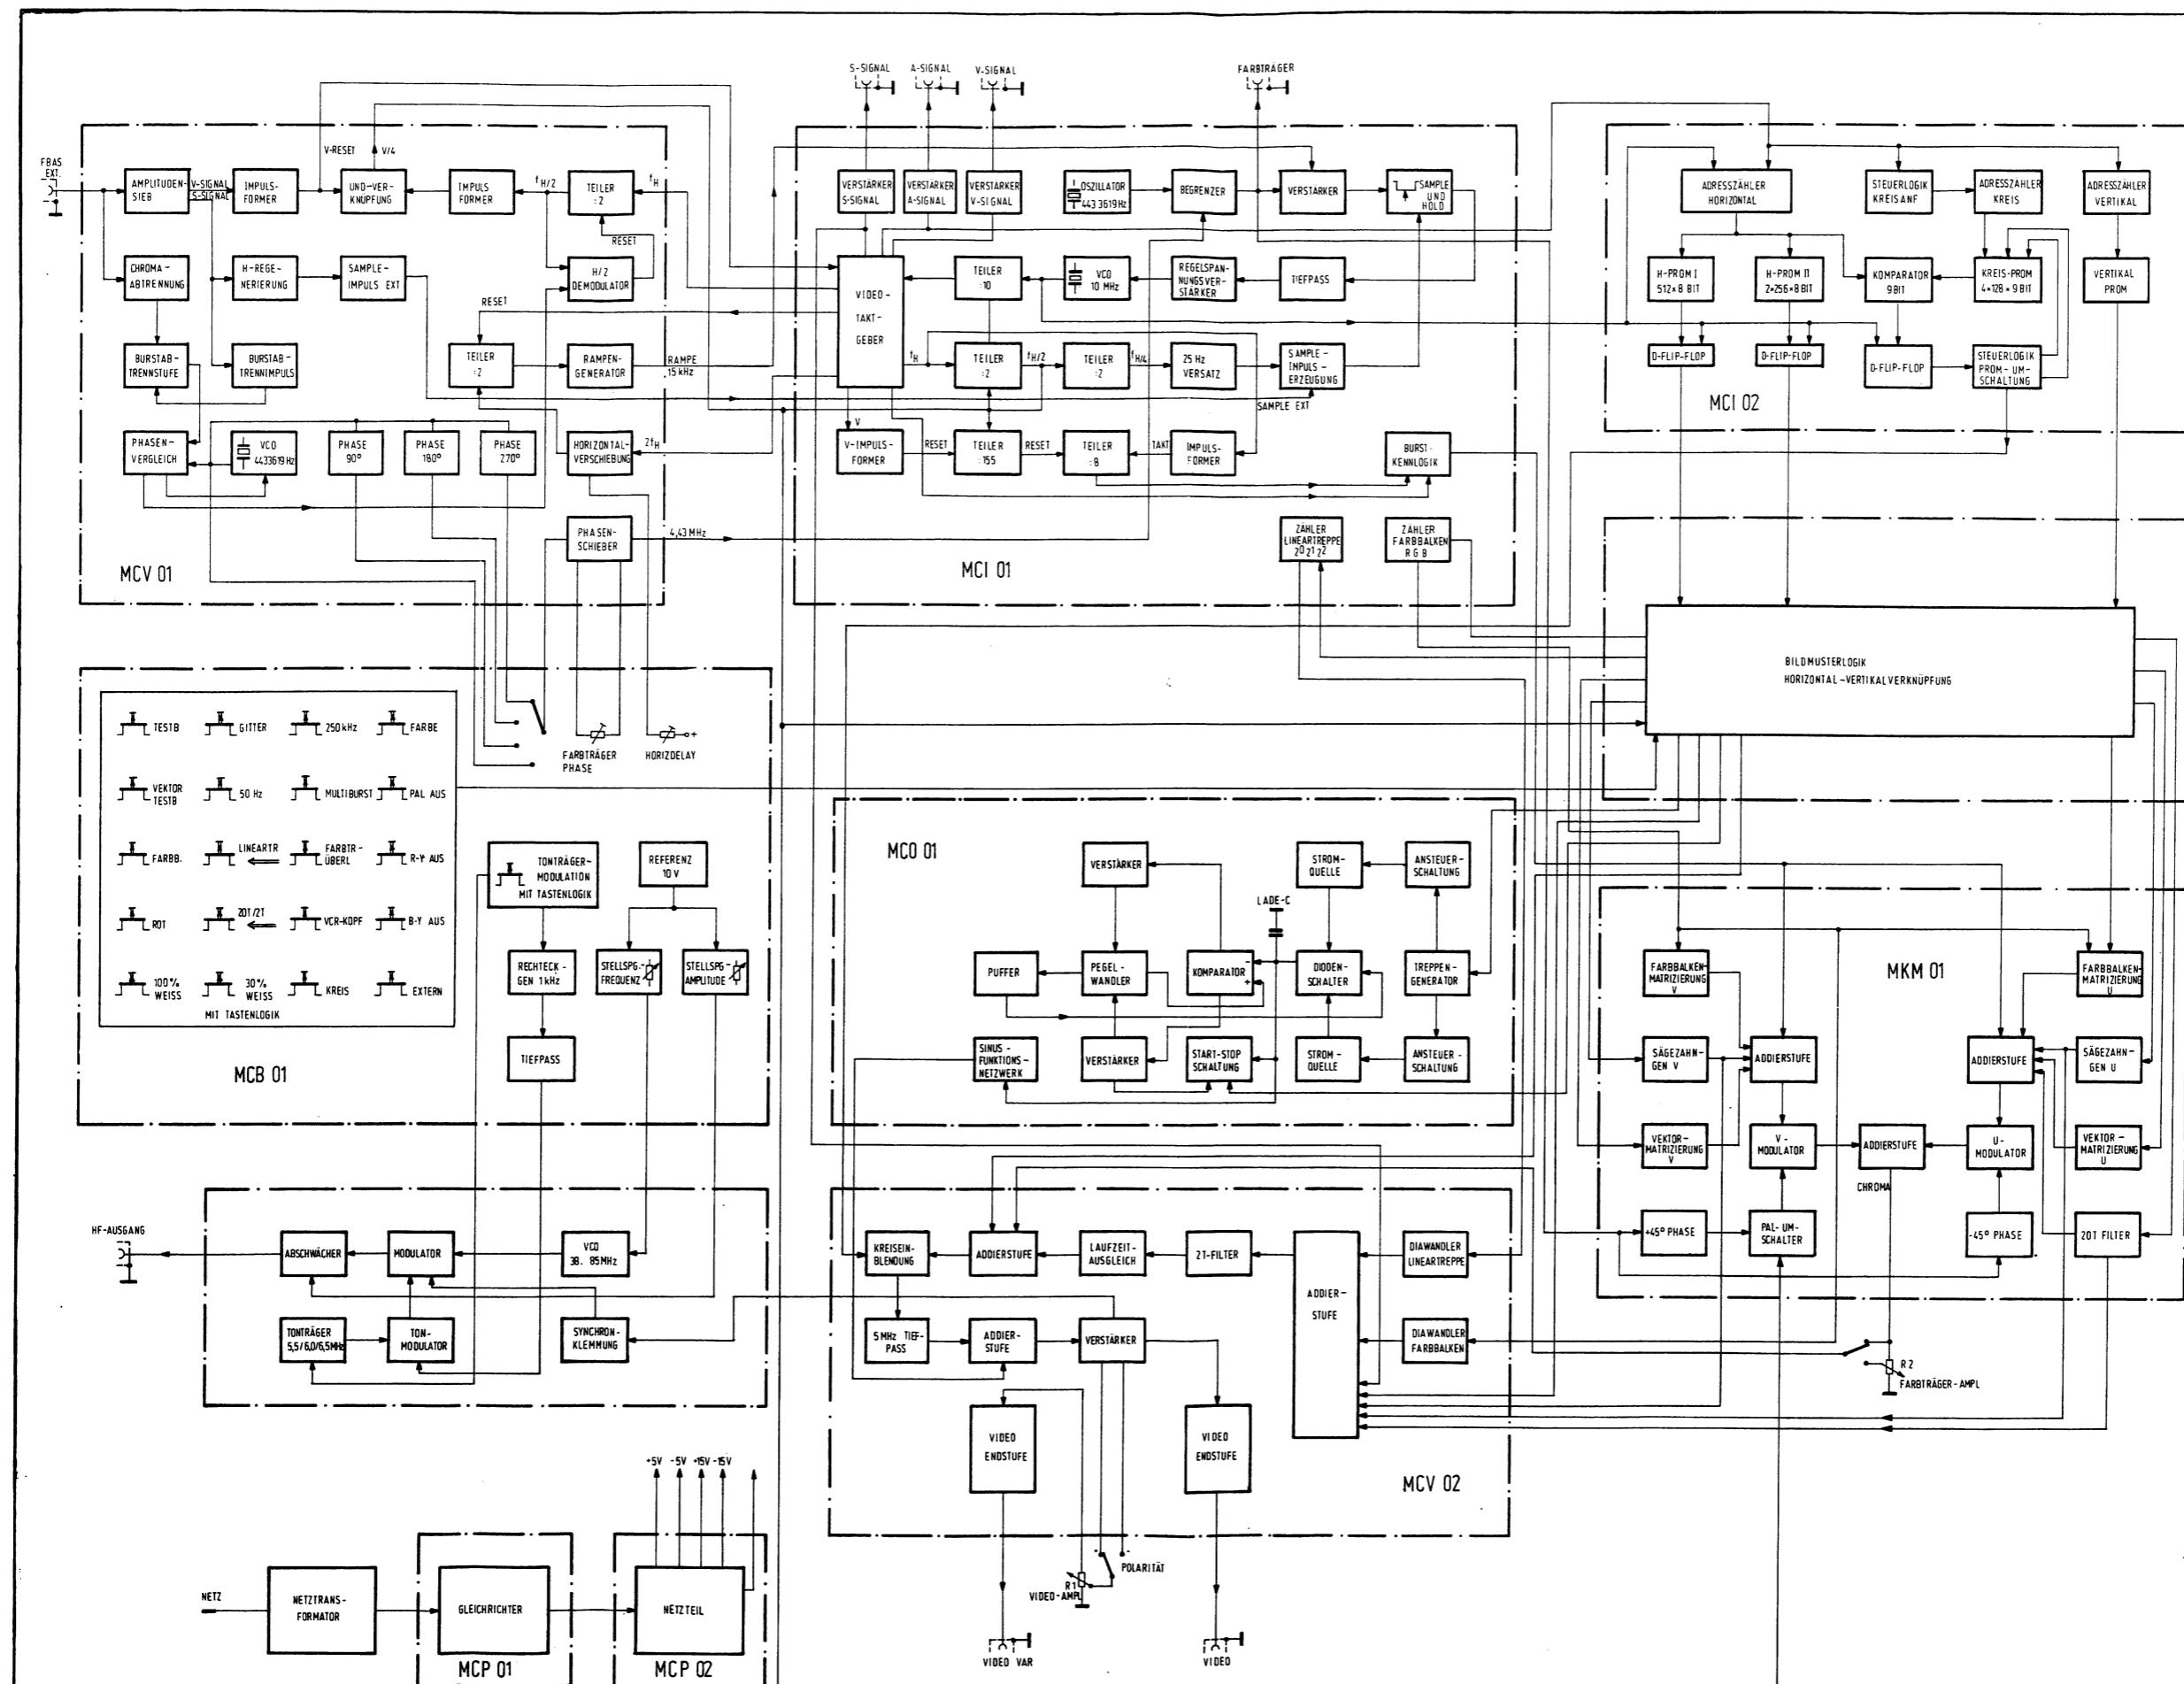 S-SIGNAL
A-SIGNAL
V-SIGNAL
FARBTRÄGER
FBAS
EXT.
V-RESET
V/4
AMPLITUDEN-
SIEB
V-SIGNAL
S-SIGNAL
IMPULS-
FORMER
UND-VER-
KNÜPFUNG
IMPULS
FORMER
fH/2
TEILER
:2
fH
RESET
CHROMA-
ABTRENNUNG
H-REGE-
NERIERUNG
SAMPLE-
IMPULS EXT
H/2
DEMODULATOR
RESET
BURSTAB-
TRENNSTUFE
BURSTAB-
TRENNIMPULS
TEILER
:2
RAMPEN-
GENERATOR
RAMPE
15 kHz
PHASEN-
VERGLEICH
VCO
4433619 Hz
PHASE
90°
PHASE
180°
PHASE
270°
HORIZONTAL-
VERSCHIEBUNG
2fH
PHASEN-
SCHIEBER
4,43 MHz
MCV 01
VERSTÄRKER
S-SIGNAL
VERSTÄRKER
A-SIGNAL
VERSTÄRKER
V-SIGNAL
OSZILLATOR
443 3619 Hz
BEGRENZER
VERSTÄRKER
SAMPLE
UND
HOLD
VIDEO-
TAKT-
GEBER
TEILER
:10
VCO
10 MHz
REGELSPAN-
NUNGSVER-
STÄRKER
TIEFPASS
fH
TEILER
:2
fH/2
TEILER
:2
fH/4
25 Hz
VERSATZ
SAMPLE-
IMPULS-
ERZEUGUNG
SAMPLE EXT
V
V-IMPULS-
FORMER
RESET
TEILER
:155
RESET
TEILER
:8
TAKT
IMPULS-
FORMER
BURST-
KENNLOGIK
ZÄHLER
LINEARTREPPE
2⁰ 2¹ 2²
ZÄHLER
FARBBALKEN
R G B
MCI 01
ADRESSZÄHLER
HORIZONTAL
STEUERLOGIK
KREISANF
ADRESSZÄHLER
KREIS
ADRESSZÄHLER
VERTIKAL
H-PROM I
512×8 BIT
H-PROM II
2×256×8 BIT
KOMPARATOR
9 BIT
KREIS-PROM
4×128×9 BIT
VERTIKAL
PROM
D-FLIP-FLOP
D-FLIP-FLOP
D-FLIP-FLOP
STEUERLOGIK
PROM-UM-
SCHALTUNG
MCI 02
BILDMUSTERLOGIK
HORIZONTAL-VERTIKALVERKNÜPFUNG
TESTB
GITTER
250 kHz
FARBE
VEKTOR
TESTB
50 Hz
MULTIBURST
PAL AUS
FARBB.
LINEARTR
FARBTR-
ÜBERL
R-Y AUS
ROT
20T/2T
VCR-KOPF
B-Y AUS
100%
WEISS
30%
WEISS
KREIS
EXTERN
MIT TASTENLOGIK
FARBTRÄGER
PHASE
HORIZDELAY
TONTRÄGER-
MODULATION
MIT TASTENLOGIK
REFERENZ
10 V
RECHTECK-
GEN 1 kHz
STELLSPG.-
FREQUENZ
STELLSPG-
AMPLITUDE
TIEFPASS
MCB 01
MCO 01
VERSTÄRKER
STROM-
QUELLE
ANSTEUER-
SCHALTUNG
LADE-C
PUFFER
PEGEL-
WANDLER
KOMPARATOR
-
+
DIODEN-
SCHALTER
TREPPEN-
GENERATOR
SINUS-
FUNKTIONS-
NETZWERK
VERSTÄRKER
START-STOP
SCHALTUNG
STROM-
QUELLE
ANSTEUER-
SCHALTUNG
MKM 01
FARBBALKEN-
MATRIZIERUNG
V
FARBBALKEN-
MATRIZIERUNG
U
SÄGEZAHN-
GEN V
ADDIERSTUFE
ADDIERSTUFE
SÄGEZAHN-
GEN U
VEKTOR-
MATRIZIERUNG
V
V-
MODULATOR
ADDIERSTUFE
CHROMA
U-
MODULATOR
VEKTOR-
MATRIZIERUNG
U
+45° PHASE
PAL-UM-
SCHALTER
-45° PHASE
20T FILTER
R 2
FARBTRÄGER-AMPL
HF-AUSGANG
ABSCHWÄCHER
MODULATOR
VCO
38. 85MHz
TONTRÄGER
5,5/6,0/6,5MHz
TON-
MODULATOR
SYNCHRON-
KLEMMUNG
KREISEIN-
BLENDUNG
ADDIERSTUFE
LAUFZEIT-
AUSGLEICH
2T-FILTER
ADDIER-
STUFE
DIAWANDLER
LINEARTREPPE
5 MHz TIEF-
PASS
ADDIER-
STUFE
VERSTÄRKER
DIAWANDLER
FARBBALKEN
VIDEO
ENDSTUFE
VIDEO
ENDSTUFE
MCV 02
POLARITÄT
R1
VIDEO-AMPL
VIDEO VAR
VIDEO
+5V
-5V
+15V
-15V
NETZ
NETZTRANS-
FORMATOR
GLEICHRICHTER
NETZTEIL
MCP 01
MCP 02